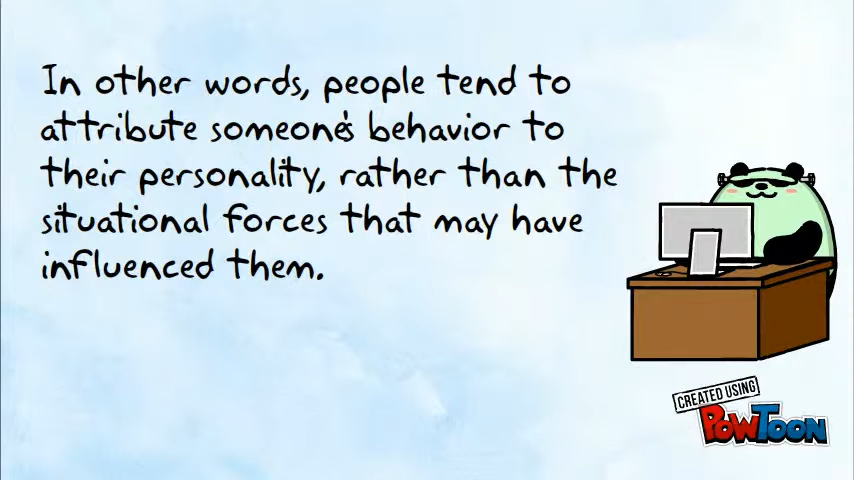 In other words, people tend to
attribute someone's behavior to
their personality, rather than the
situational forces that may have
influenced them.
CREATED USING
POWTOON